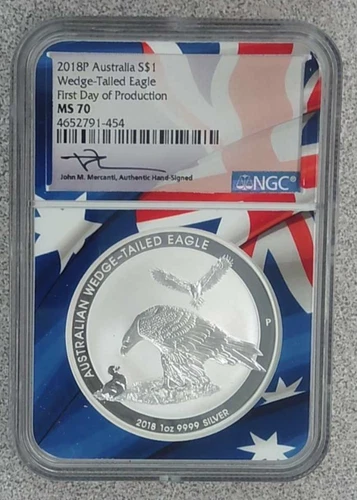 2018P Australia S$1
Wedge-Tailed Eagle
First Day of Production
MS 70
4652791-454
John M. Mercanti, Authentic Hand-Signed
NGC®
AUSTRALIAN WEDGE-TAILED EAGLE
P
2018 1oz 9999 SILVER